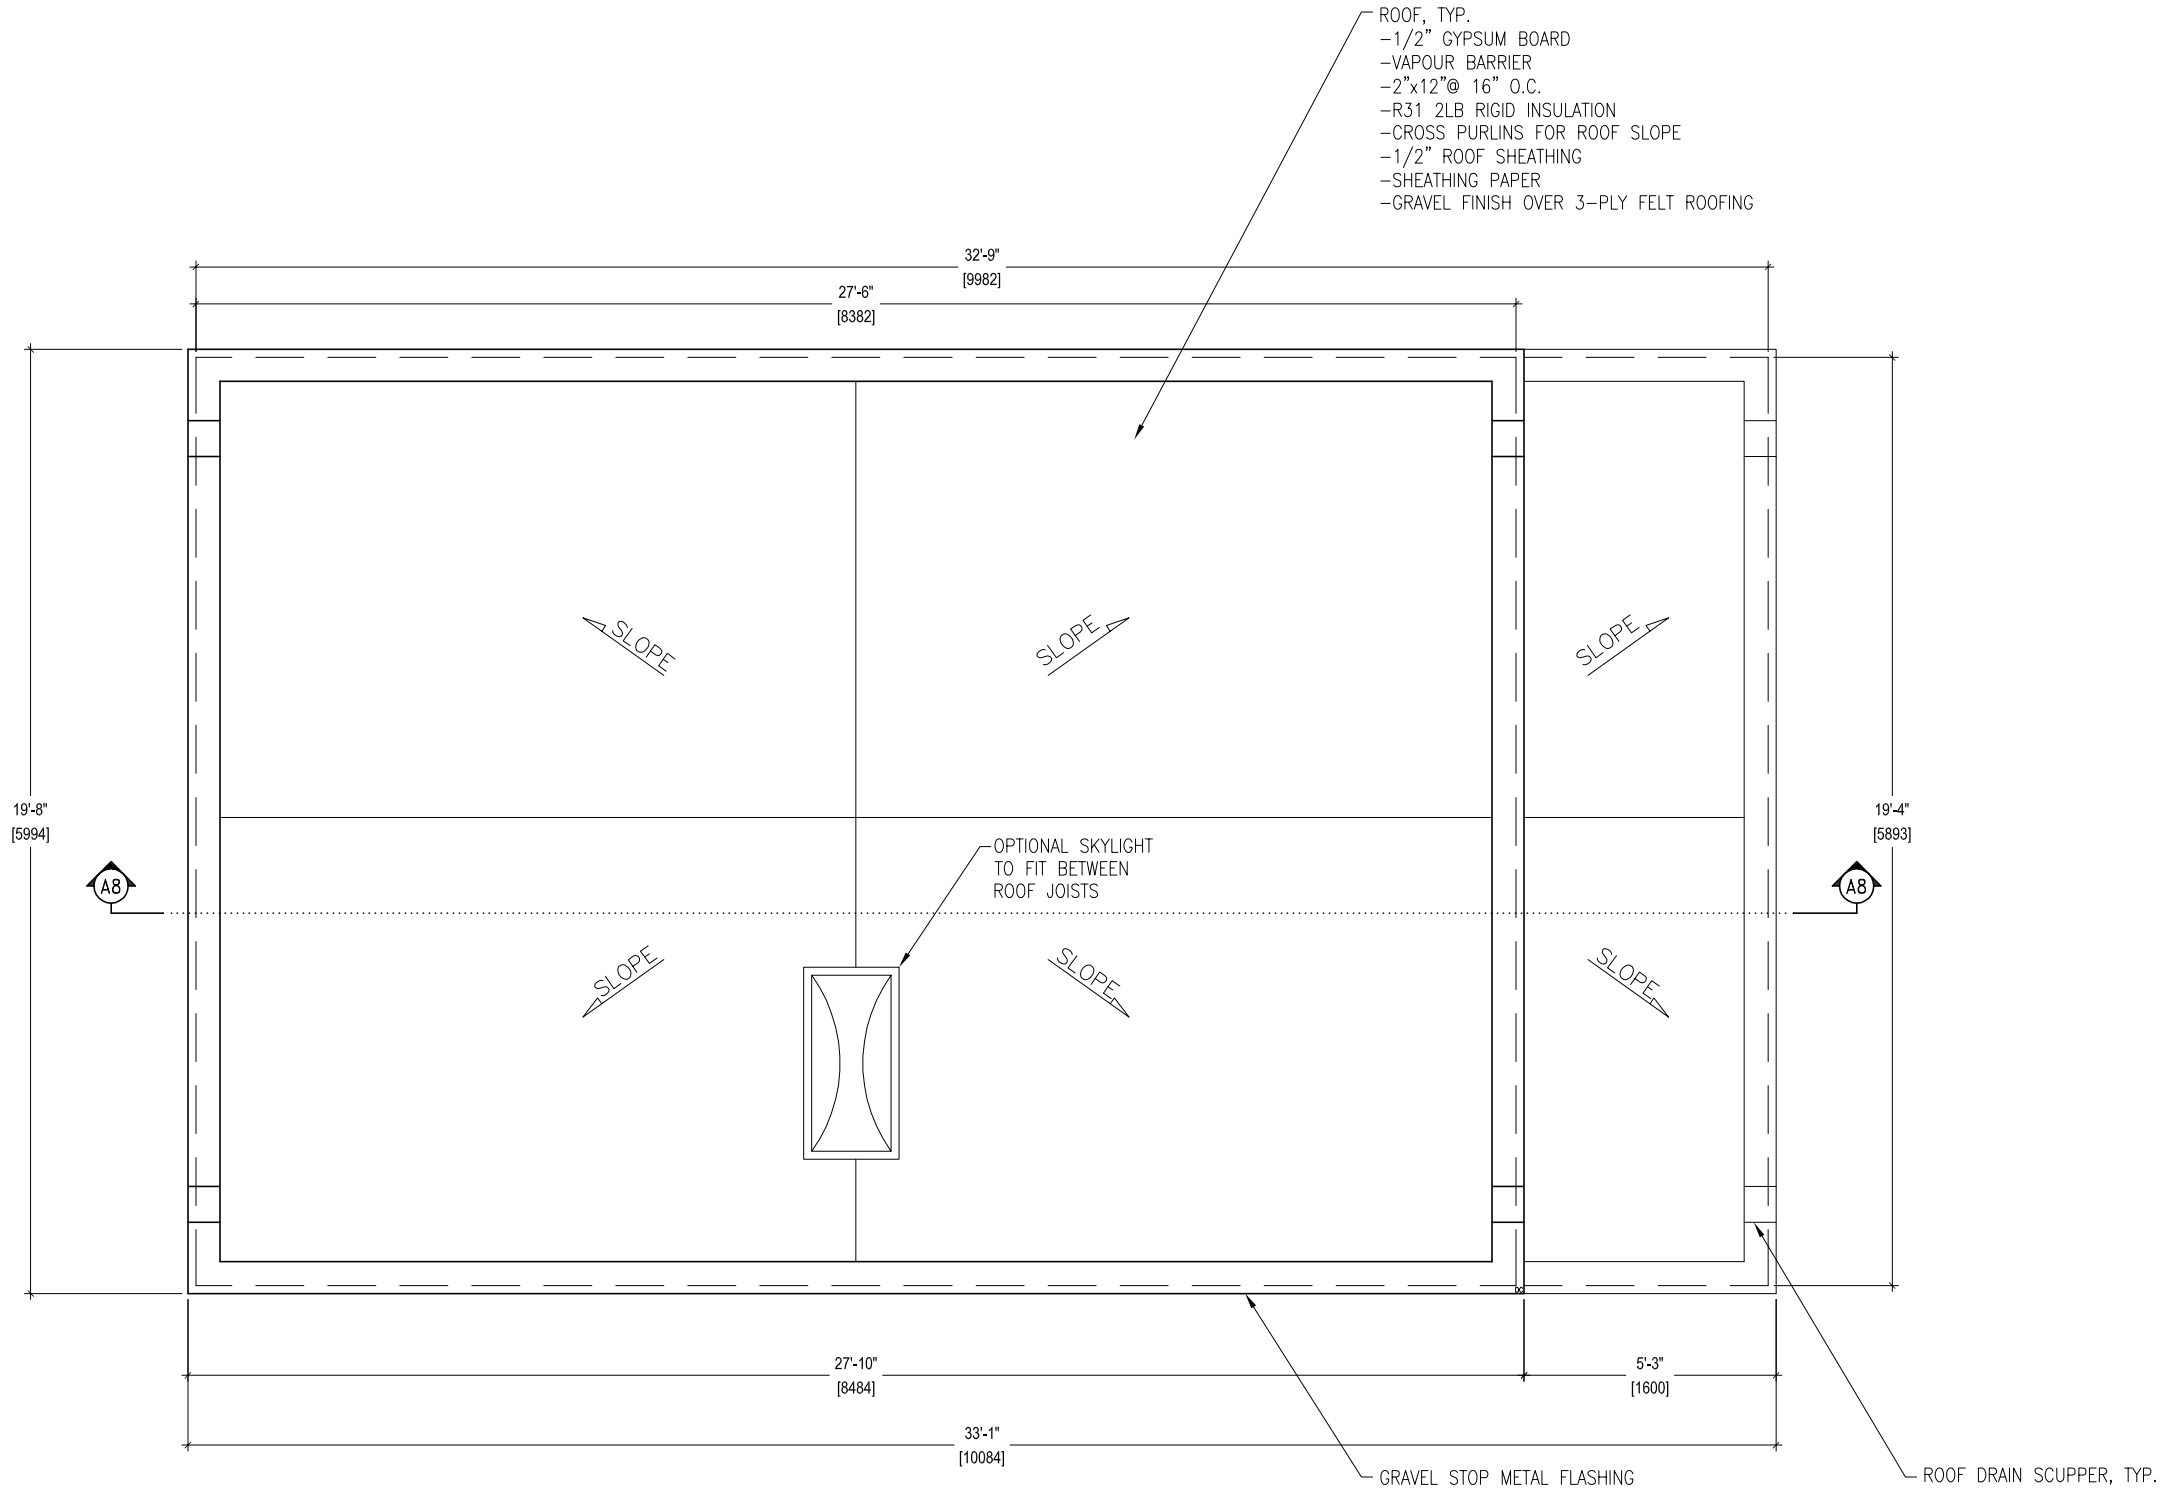 ROOF, TYP.
-1/2" GYPSUM BOARD
-VAPOUR BARRIER
-2"x12"@ 16" O.C.
-R31 2LB RIGID INSULATION
-CROSS PURLINS FOR ROOF SLOPE
-1/2" ROOF SHEATHING
-SHEATHING PAPER
-GRAVEL FINISH OVER 3-PLY FELT ROOFING
32'-9"
[9982]
27'-6"
[8382]
SLOPE
SLOPE
SLOPE
19'-8"
[5994]
19'-4"
[5893]
OPTIONAL SKYLIGHT
TO FIT BETWEEN
ROOF JOISTS
A8
A8
SLOPE
SLOPE
SLOPE
27'-10"
[8484]
5'-3"
[1600]
33'-1"
[10084]
GRAVEL STOP METAL FLASHING
ROOF DRAIN SCUPPER, TYP.